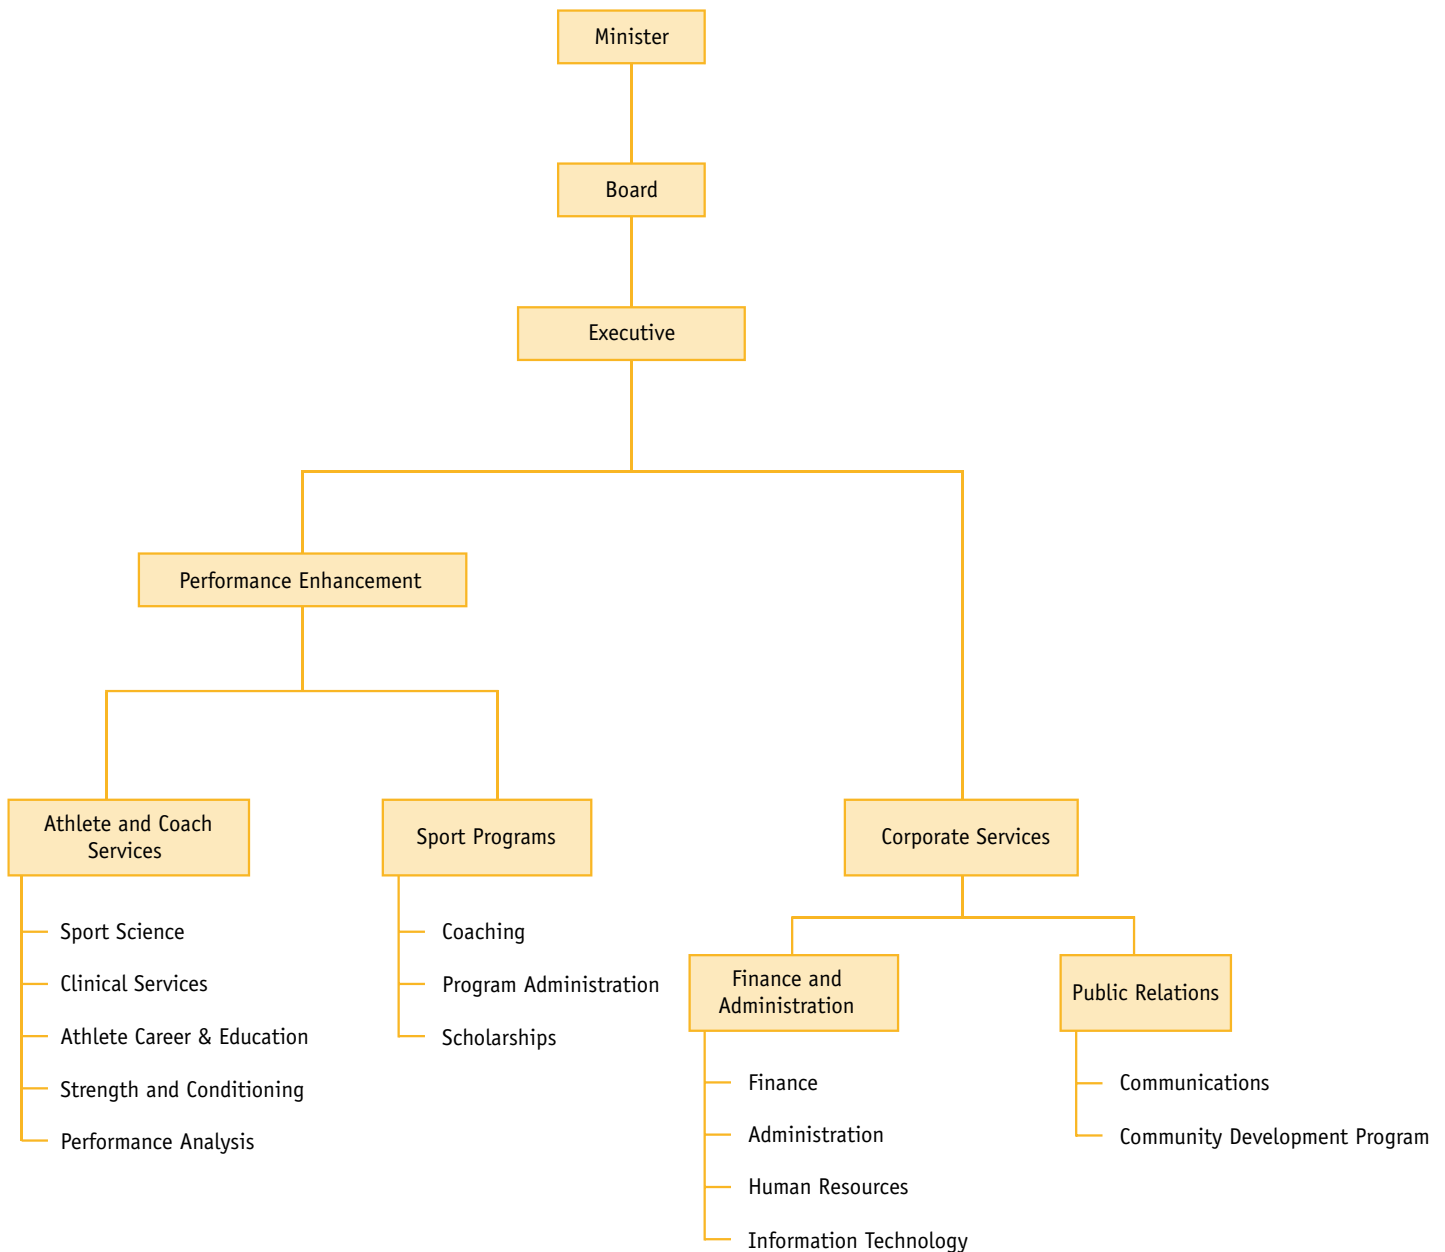 Minister
Board
Executive
Performance Enhancement
Athlete and Coach
Services
Sport Science
Clinical Services
Athlete Career & Education
Strength and Conditioning
Performance Analysis
Sport Programs
Coaching
Program Administration
Scholarships
Corporate Services
Finance and
Administration
Finance
Administration
Human Resources
Information Technology
Public Relations
Communications
Community Development Program